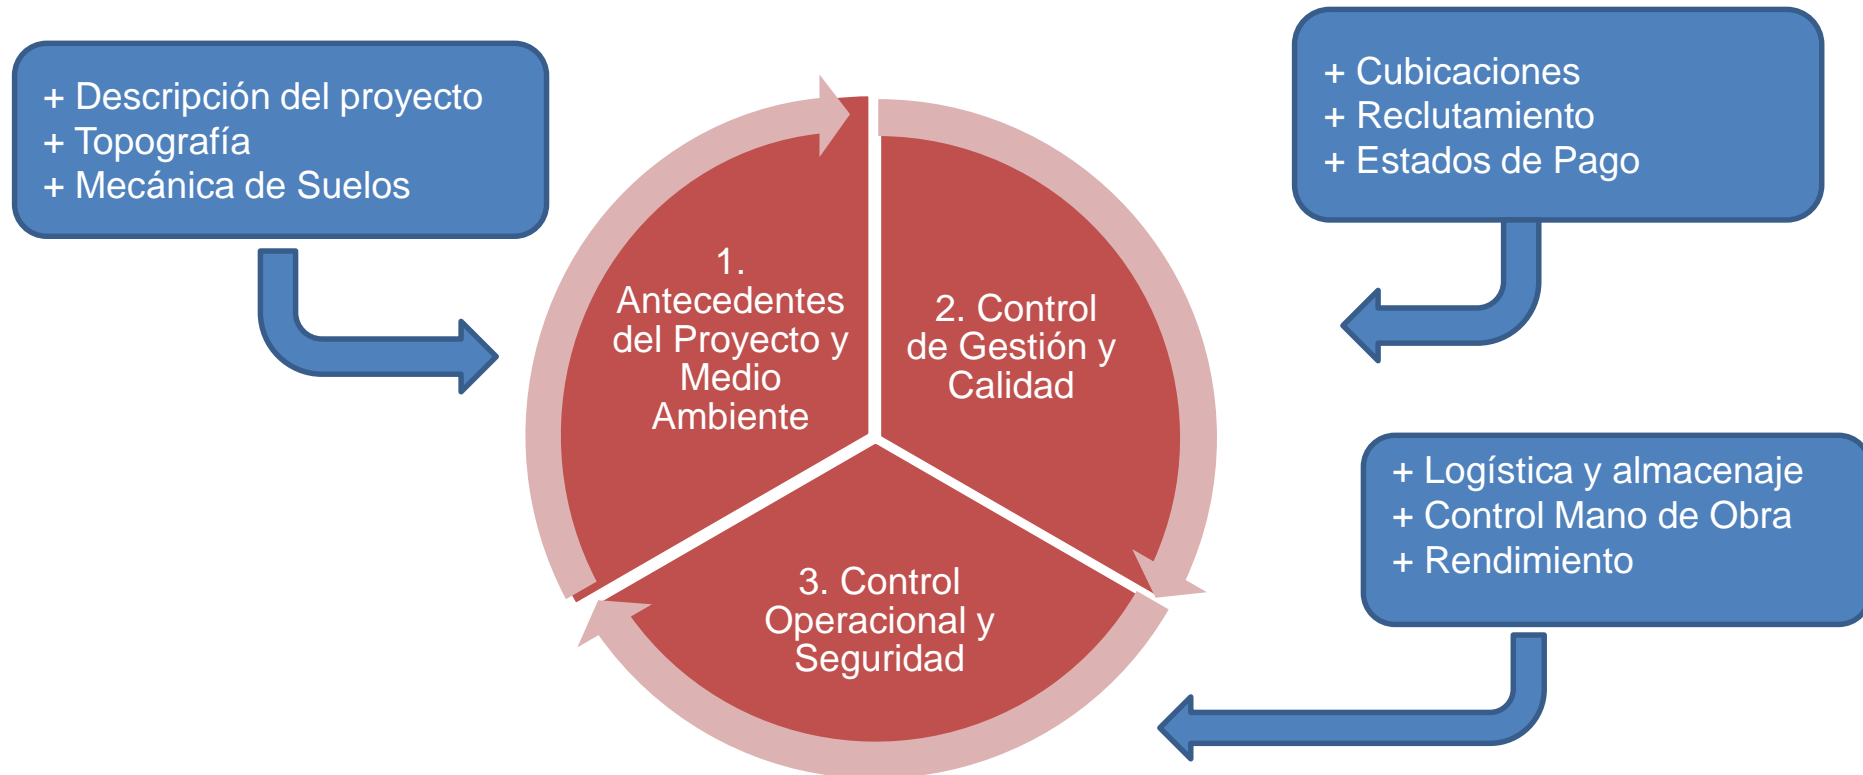 + Descripción del proyecto
+ Topografía
+ Mecánica de Suelos
+ Cubicaciones
+ Reclutamiento
+ Estados de Pago
1.
Antecedentes
del Proyecto y
Medio
Ambiente
2. Control
de Gestión y
Calidad
+ Logística y almacenaje
+ Control Mano de Obra
+ Rendimiento
3. Control
Operacional y
Seguridad